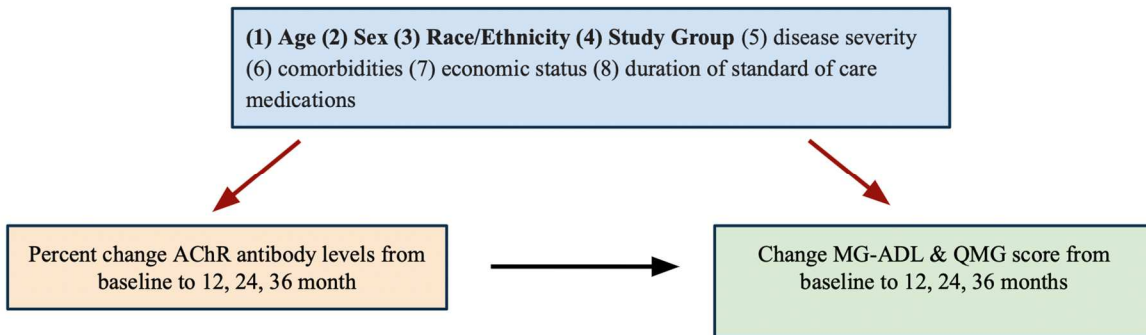 (1) Age (2) Sex (3) Race/Ethnicity (4) Study Group (5) disease severity
(6) comorbidities (7) economic status (8) duration of standard of care
medications
Percent change AChR antibody levels from
baseline to 12, 24, 36 month
Change MG-ADL & QMG score from
baseline to 12, 24, 36 months